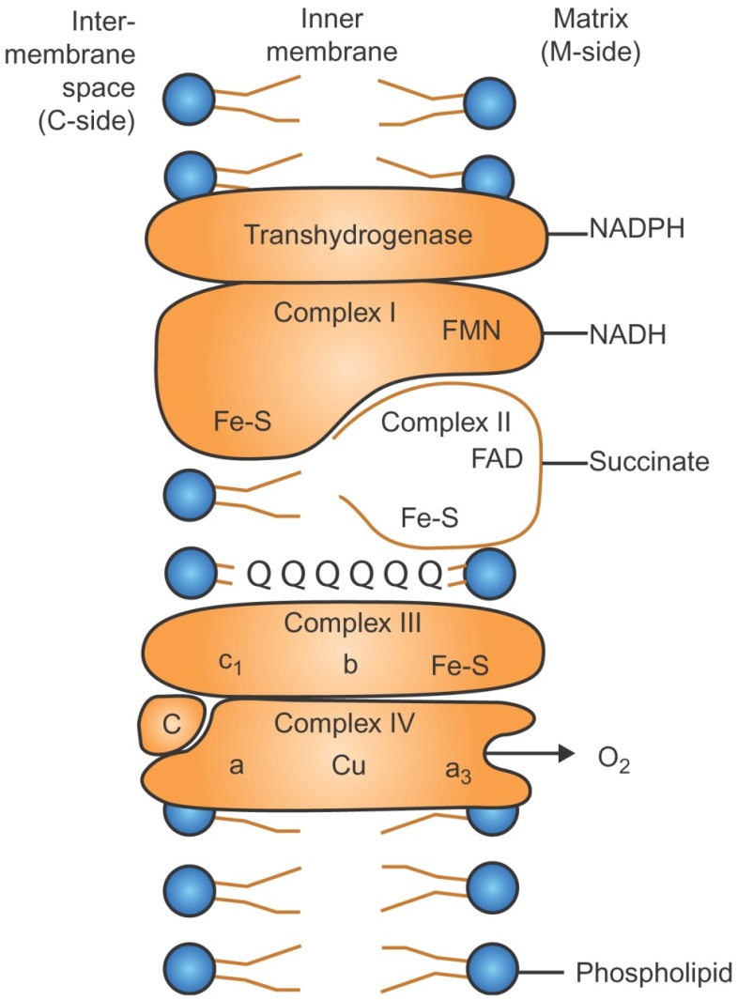 Inter-
membrane
space
(C-side)
Inner
membrane
Matrix
(M-side)
Transhydrogenase
NADPH
Complex I
FMN
NADH
Fe-S
Complex II
FAD
Succinate
Fe-S
Q Q Q Q Q Q
Complex III
c₁ b Fe-S
C
Complex IV
a Cu a₃
O₂
Phospholipid